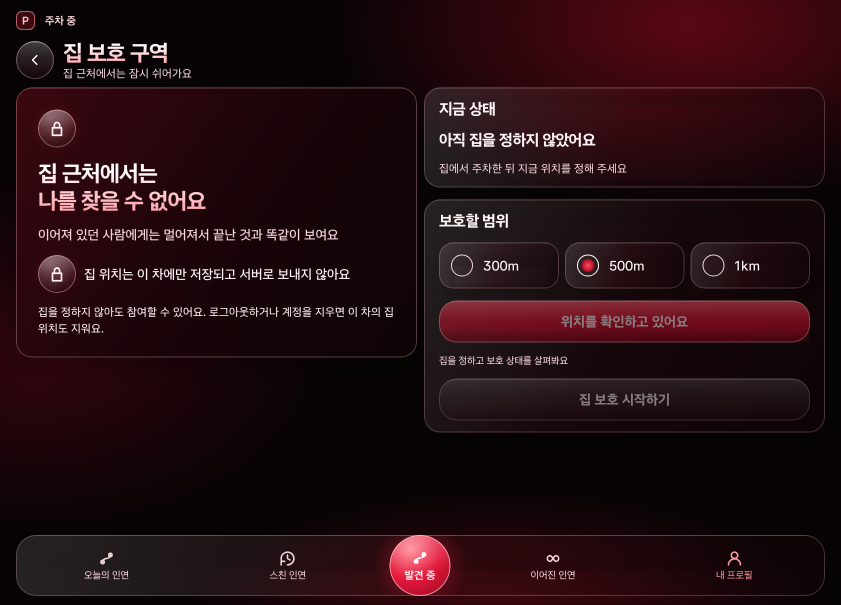 P 주차 중
집 보호 구역
집 근처에서는 잠시 쉬어가요
집 근처에서는
나를 찾을 수 없어요
이어져 있던 사람에게는 멀어져서 끝난 것과 똑같이 보여요
집 위치는 이 차에만 저장되고 서버로 보내지 않아요
집을 정하지 않아도 참여할 수 있어요. 로그아웃하거나 계정을 지우면 이 차의 집
위치도 지워요.
지금 상태
아직 집을 정하지 않았어요
집에서 주차한 뒤 지금 위치를 정해 주세요
보호할 범위
300m 500m 1km
위치를 확인하고 있어요
집을 정하고 보호 상태를 살펴봐요
집 보호 시작하기
오늘의 인연 스친 인연 발견 중 이어진 인연 내 프로필